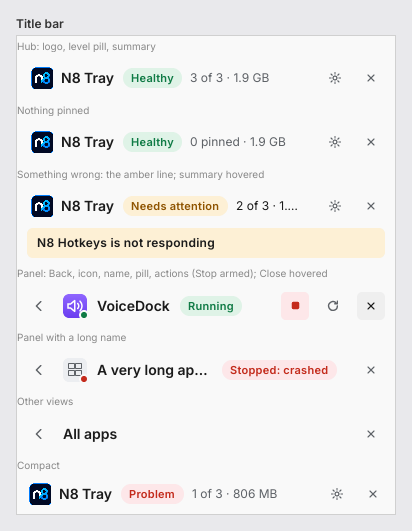 Title bar
Hub: logo, level pill, summary
n8 N8 Tray Healthy 3 of 3 · 1.9 GB
Nothing pinned
n8 N8 Tray Healthy 0 pinned · 1.9 GB
Something wrong: the amber line; summary hovered
n8 N8 Tray Needs attention 2 of 3 · 1....
N8 Hotkeys is not responding
Panel: Back, icon, name, pill, actions (Stop armed); Close hovered
VoiceDock Running
Panel with a long name
A very long ap... Stopped: crashed
Other views
All apps
Compact
n8 N8 Tray Problem 1 of 3 · 806 MB